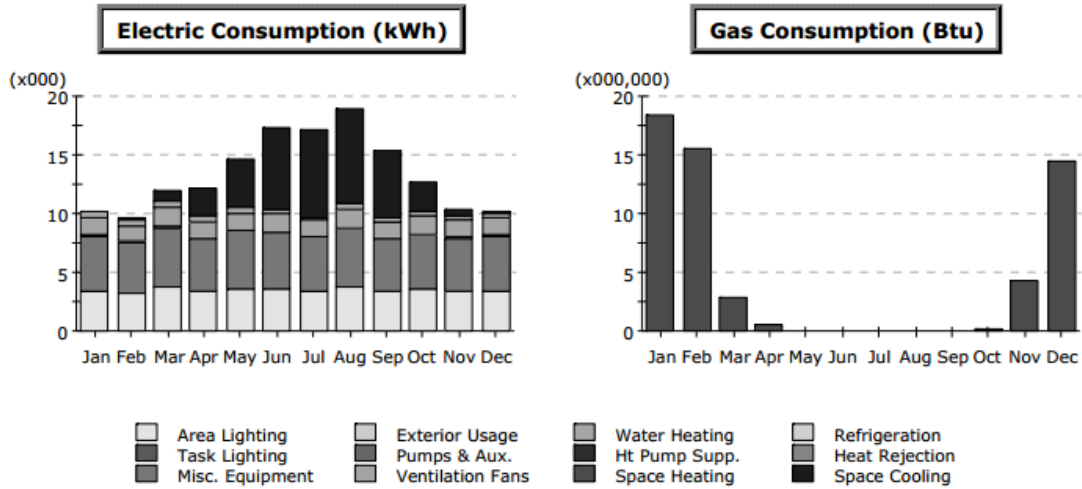 Electric Consumption (kWh)
(x000)
20
15
10
5
0
Jan Feb Mar Apr May Jun Jul Aug Sep Oct Nov Dec
Gas Consumption (Btu)
(x000,000)
20
15
10
5
0
Jan Feb Mar Apr May Jun Jul Aug Sep Oct Nov Dec
Area Lighting Exterior Usage Water Heating Refrigeration
Task Lighting Pumps & Aux. Ht Pump Supp. Heat Rejection
Misc. Equipment Ventilation Fans Space Heating Space Cooling